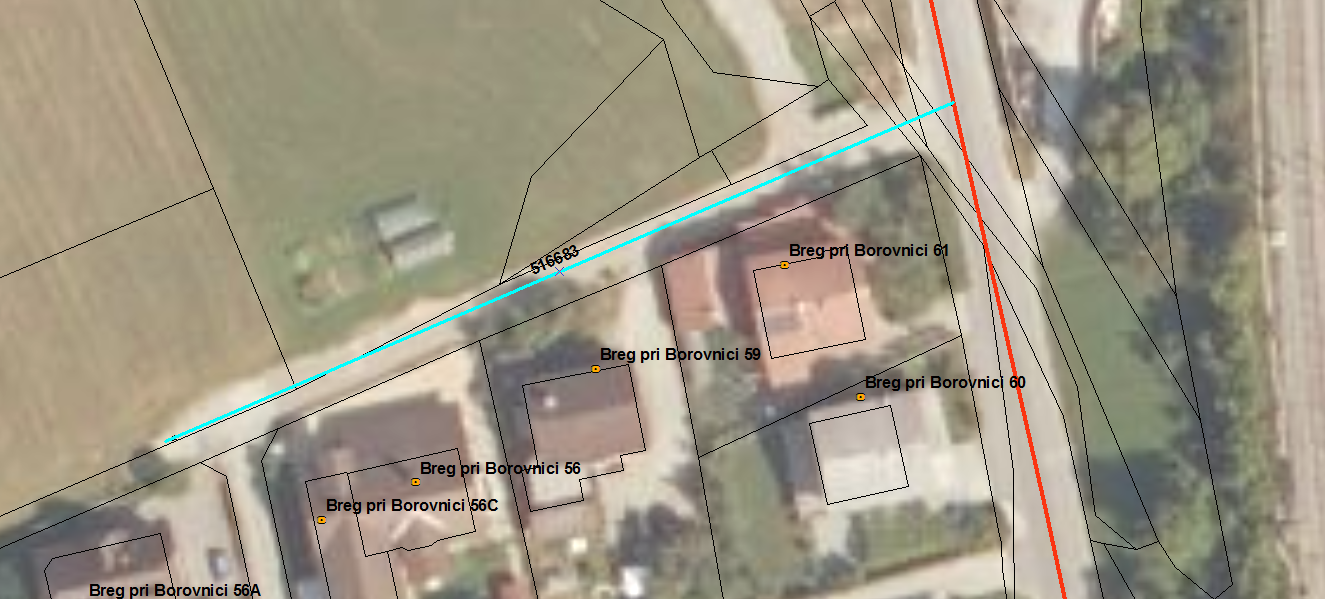 516683
Breg pri Borovnici 61
Breg pri Borovnici 59
Breg pri Borovnici 60
Breg pri Borovnici 56
Breg pri Borovnici 56C
Breg pri Borovnici 56A